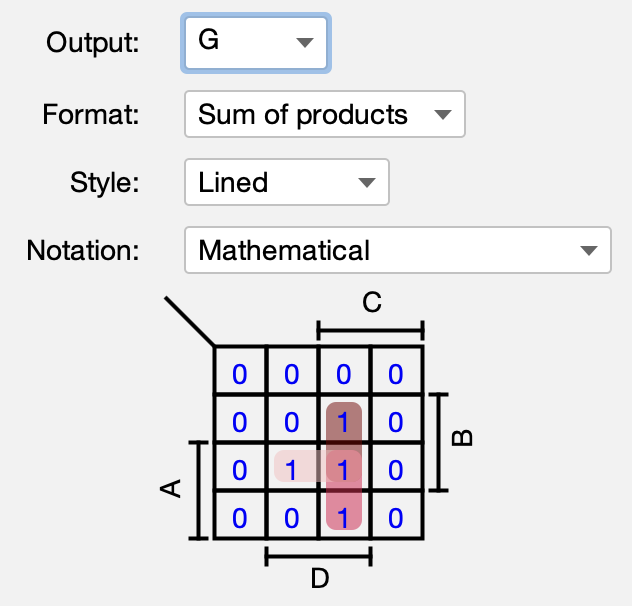 Output: G
Format: Sum of products
Style: Lined
Notation: Mathematical
C
0 0 0 0
0 0 1 0
B
0 1 1 0
A
0 0 1 0
D